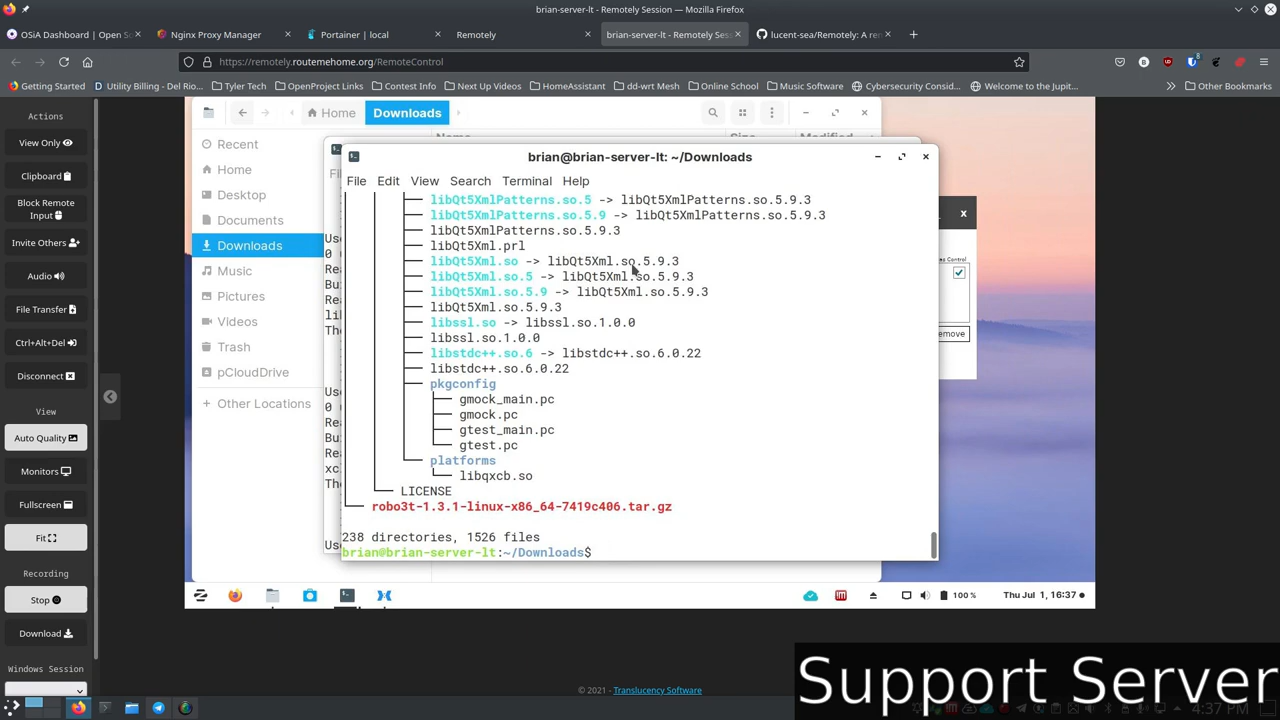 brian-server-lt - Remotely Session — Mozilla Firefox
OSiA Dashboard | Open S
Nginx Proxy Manager
Portainer | local
Remotely
brian-server-lt - Remotely Sess
lucent-sea/Remotely: A re
https://remotely.routemehome.org/RemoteControl
Getting Started
Utility Billing - Del Rio...
Tyler Tech
OpenProject Links
Contest Info
Next Up Videos
HomeAssistant
dd-wrt Mesh
Online School
Music Software
Cybersecurity Consid...
Welcome to the Jupit...
Other Bookmarks
Actions
View Only
Clipboard
Block Remote
Input
Invite Others
Audio
File Transfer
Ctrl+Alt+Del
Disconnect
View
Auto Quality
Monitors
Fullscreen
Fit
Recording
Stop
Download
Windows Session
Home
Downloads
Name
Size
Modified
Recent
Home
Desktop
Documents
Downloads
Music
Pictures
Videos
Trash
pCloudDrive
Other Locations
brian@brian-server-lt: ~/Downloads
File Edit View Search Terminal Help
libQt5XmlPatterns.so.5 -> libQt5XmlPatterns.so.5.9.3
libQt5XmlPatterns.so.5.9 -> libQt5XmlPatterns.so.5.9.3
libQt5XmlPatterns.so.5.9.3
libQt5Xml.prl
libQt5Xml.so -> libQt5Xml.so.5.9.3
libQt5Xml.so.5 -> libQt5Xml.so.5.9.3
libQt5Xml.so.5.9 -> libQt5Xml.so.5.9.3
libQt5Xml.so.5.9.3
libssl.so -> libssl.so.1.0.0
libssl.so.1.0.0
libstdc++.so.6 -> libstdc++.so.6.0.22
libstdc++.so.6.0.22
pkgconfig
gmock_main.pc
gmock.pc
gtest_main.pc
gtest.pc
platforms
libqxcb.so
LICENSE
robo3t-1.3.1-linux-x86_64-7419c406.tar.gz
238 directories, 1526 files
brian@brian-server-lt:~/Downloads$
es Control
emove
100 %
Thu Jul 1, 16:37
© 2021 - Translucency Software
Support Server
4:37 PM